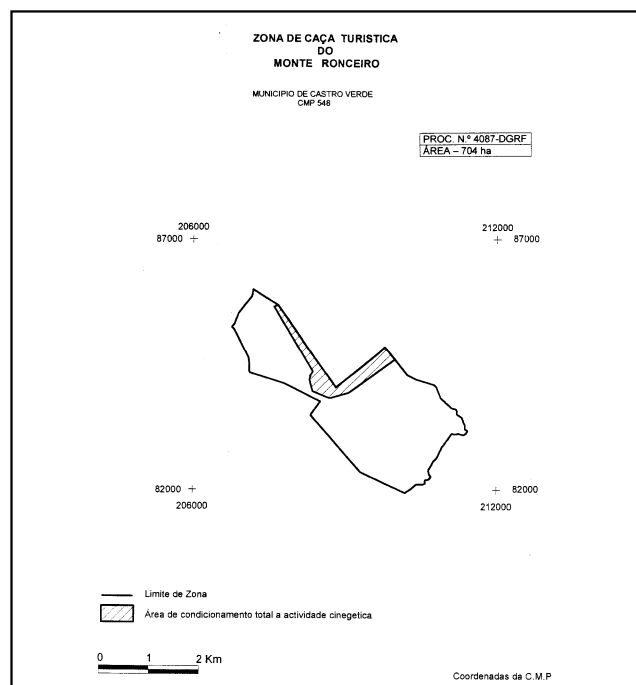 ZONA DE CAÇA TURISTICA
DO
MONTE RONCEIRO
MUNICIPIO DE CASTRO VERDE
CMP 548
PROC. N.º 4087-DGRF
ÁREA – 704 ha
206000
87000
212000
87000
82000
206000
82000
212000
Limite de Zona
Área de condicionamento total a actividade cinegetica
0 1 2 Km
Coordenadas da C.M.P